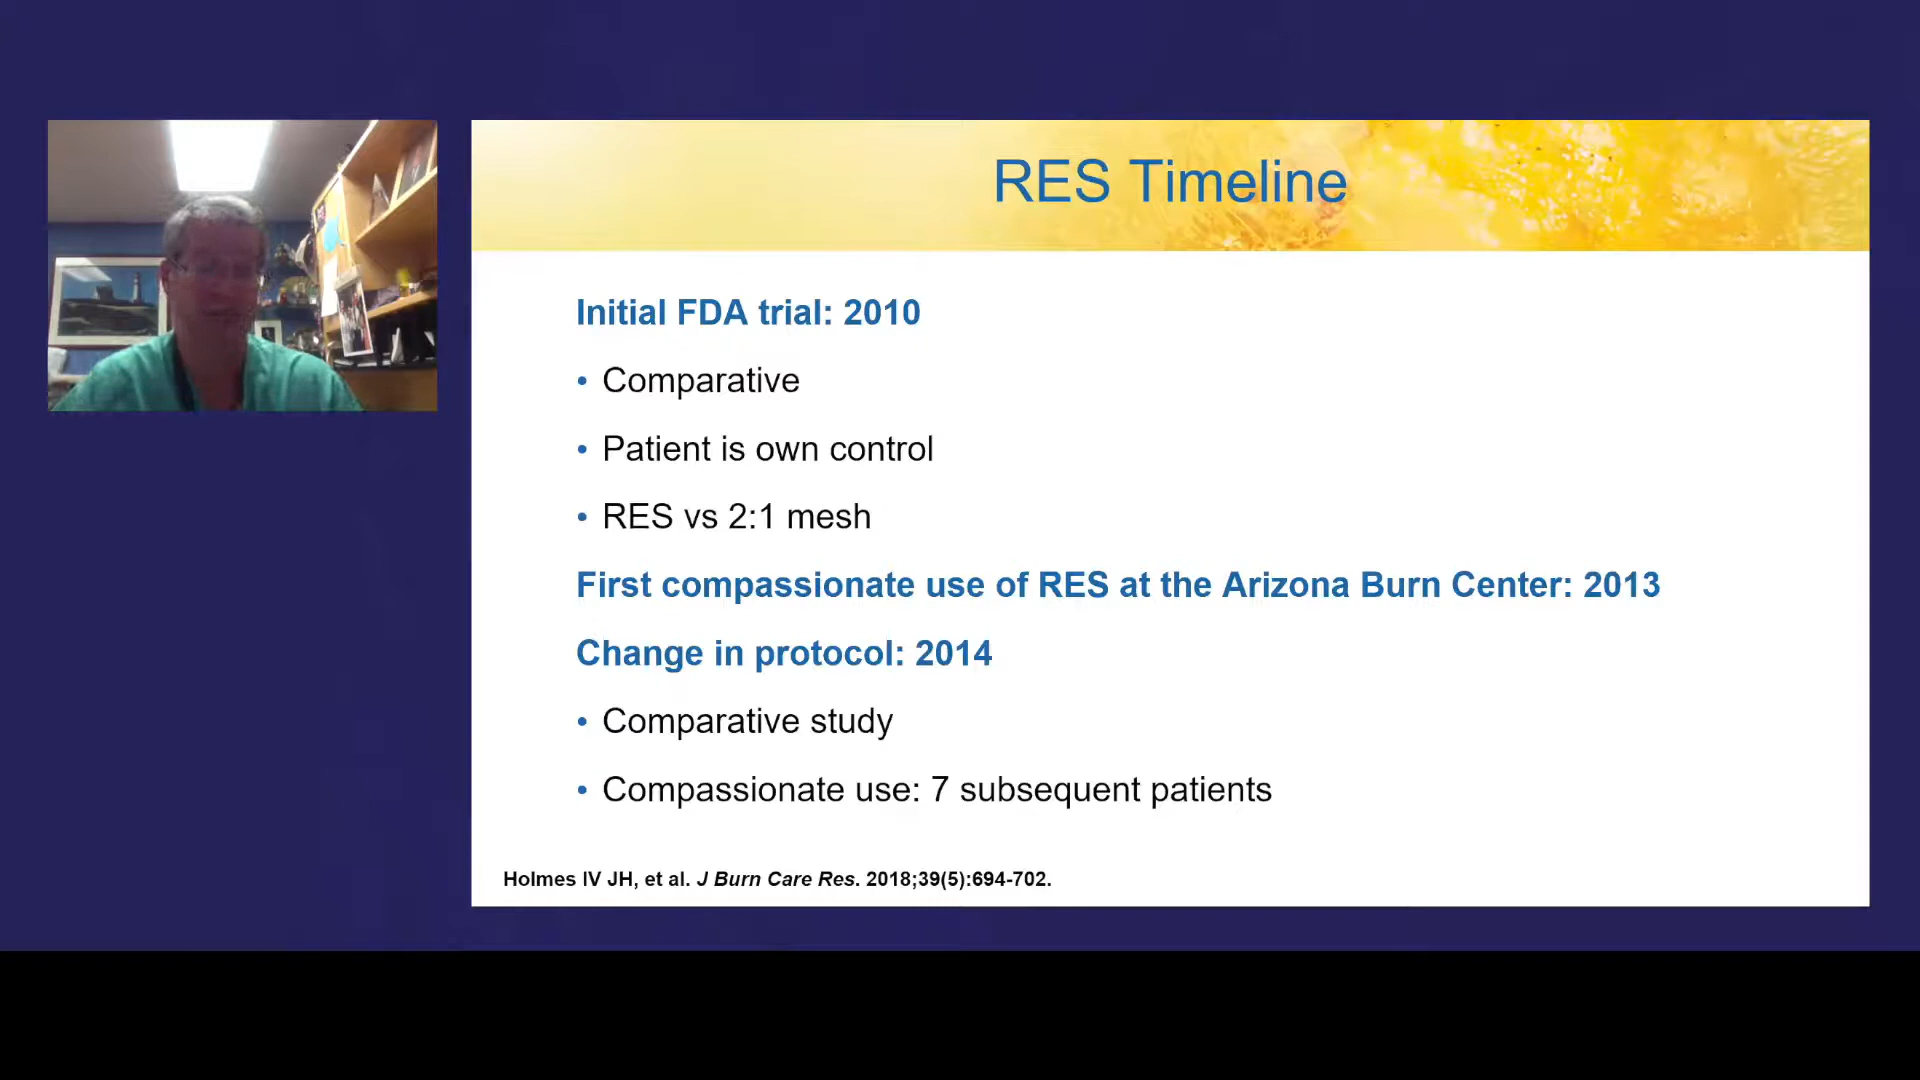 RES Timeline
Initial FDA trial: 2010
• Comparative
• Patient is own control
• RES vs 2:1 mesh
First compassionate use of RES at the Arizona Burn Center: 2013
Change in protocol: 2014
• Comparative study
• Compassionate use: 7 subsequent patients
Holmes IV JH, et al. J Burn Care Res. 2018;39(5):694-702.